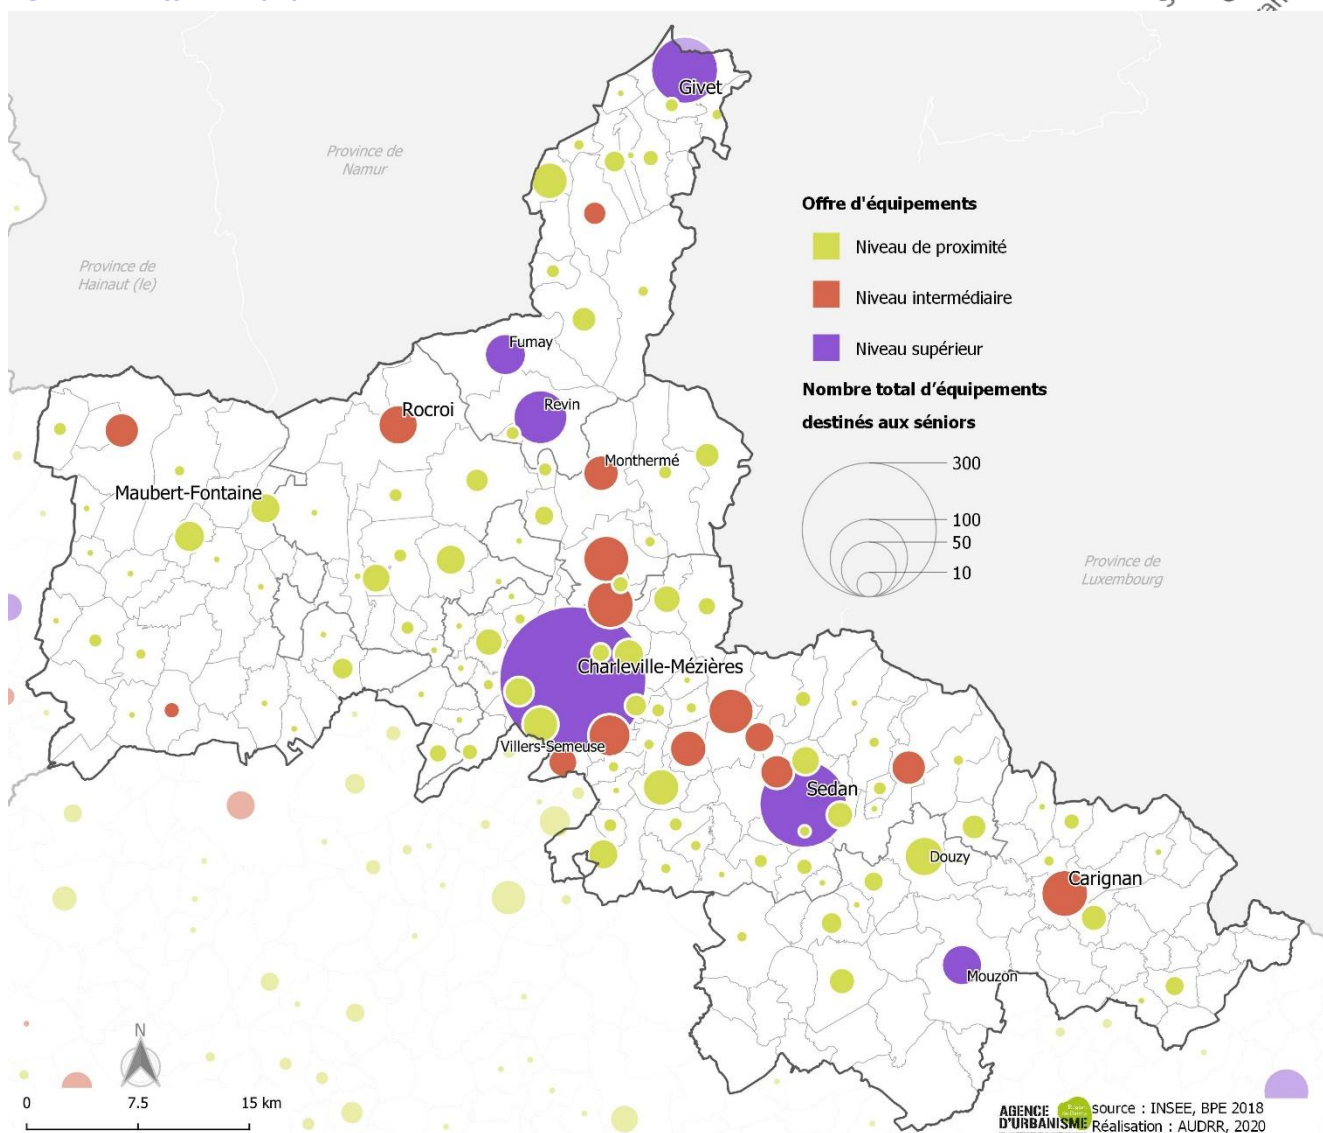 Givet
Province de
Namur
Offre d'équipements
Niveau de proximité
Province de
Hainaut (le)
Niveau intermédiaire
Fumay
Niveau supérieur
Nombre total d'équipements
destinés aux séniors
Revin
Rocroi
Monthermé
300
Maubert-Fontaine
100
50
10
Province de
Luxembourg
Charleville-Mézières
Villers-Semeuse
Sedan
Douzy
Carignan
Mouzon
N
0 7.5 15 km
AGENCE
D'URBANISME
source : INSEE, BPE 2018
Réalisation : AUDRR, 2020